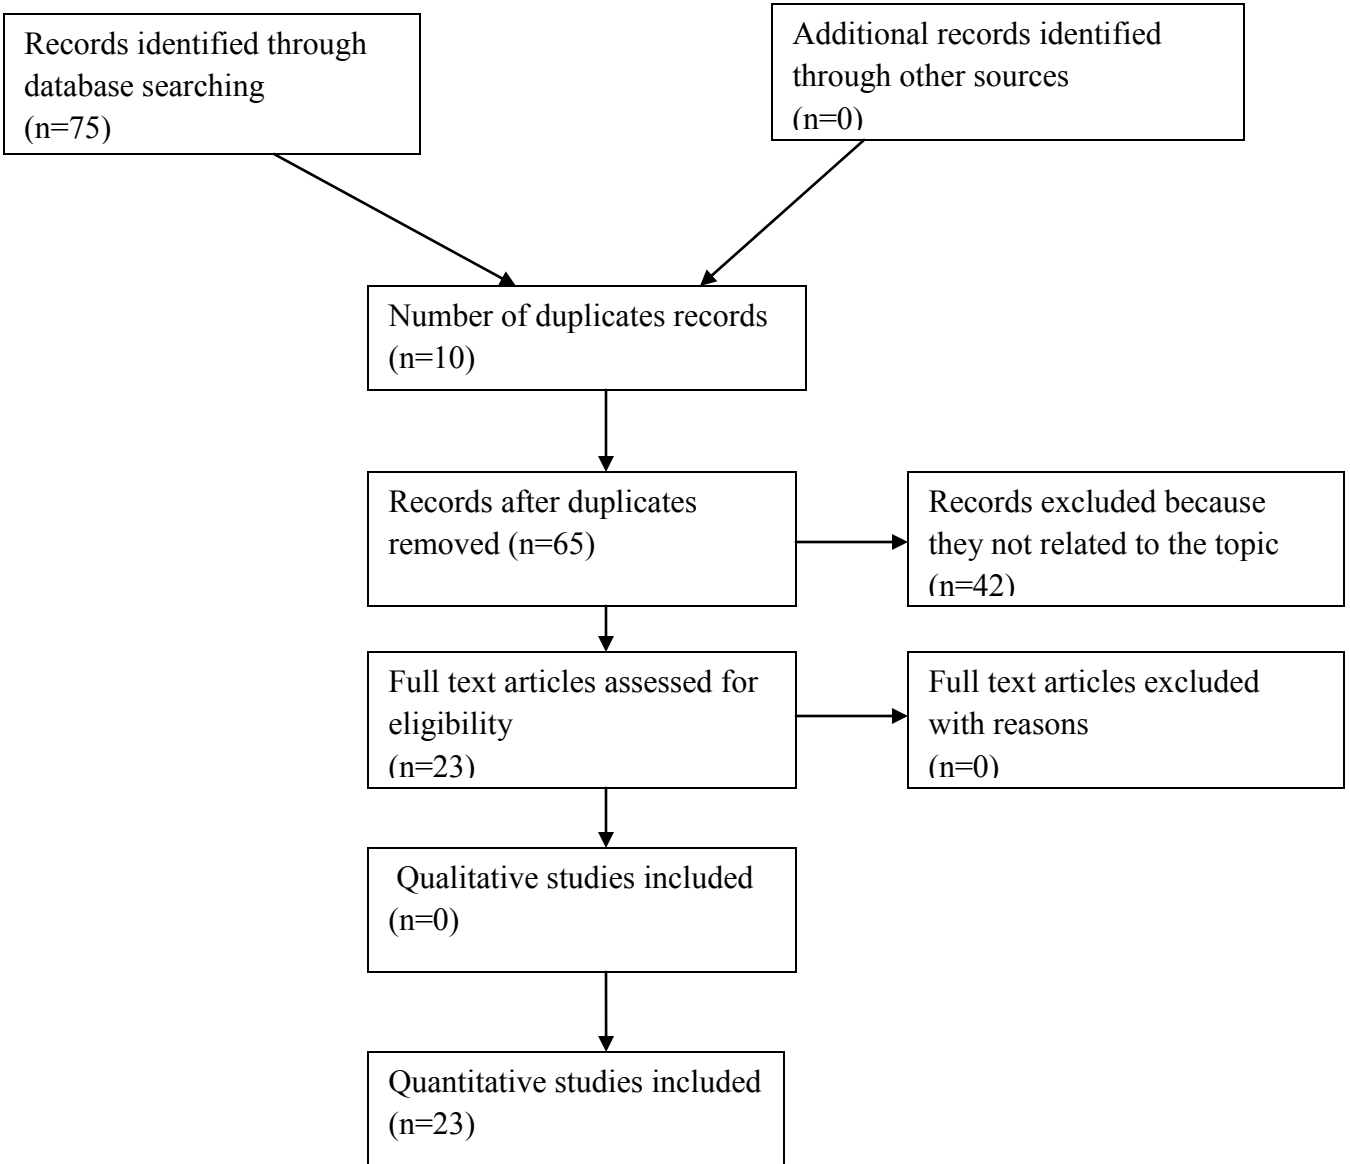 Records identified through
database searching
(n=75)
Additional records identified
through other sources
(n=0)
Number of duplicates records
(n=10)
Records after duplicates
removed (n=65)
Records excluded because
they not related to the topic
(n=42)
Full text articles assessed for
eligibility
(n=23)
Full text articles excluded
with reasons
(n=0)
Qualitative studies included
(n=0)
Quantitative studies included
(n=23)